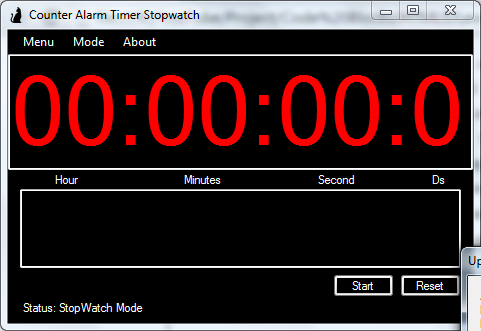 Counter Alarm Timer Stopwatch
Menu Mode About
00:00:00:0
Hour Minutes Second Ds
Start Reset
Up
Status: StopWatch Mode